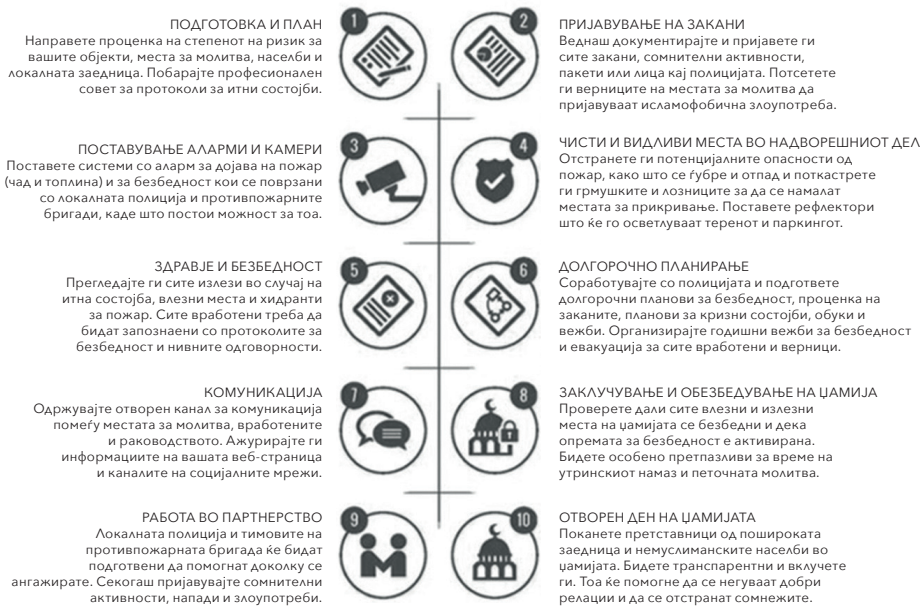 1
ПОДГОТОВКА И ПЛАН
Направете проценка на степенот на ризик за
вашите објекти, места за молитва, населби и
локалната заедница. Побарајте професионален
совет за протоколи за итни состојби.
2
ПРИЈАВУВАЊЕ НА ЗАКАНИ
Веднаш документирајте и пријавете ги
сите закани, сомнителни активности,
пакети или лица кај полицијата. Потсетете
ги верниците на местата за молитва да
пријавуваат исламофобична злоупотреба.
3
ПОСТАВУВАЊЕ АЛАРМИ И КАМЕРИ
Поставете системи со аларм за дојава на пожар
(чад и топлина) и за безбедност кои се поврзани
со локалната полиција и противпожарните
бригади, каде што постои можност за тоа.
4
ЧИСТИ И ВИДЛИВИ МЕСТА ВО НАДВОРЕШНИОТ ДЕЛ
Отстранете ги потенцијалните опасности од
пожар, како што се ѓубре и отпад и поткастрете
ги грмушките и лозниците за да се намалат
местата за прикривање. Поставете рефлектори
што ќе го осветлуваат теренот и паркингот.
5
ЗДРАВЈЕ И БЕЗБЕДНОСТ
Прегледајте ги сите излези во случај на
итна состојба, влезни места и хидранти
за пожар. Сите вработени треба да
бидат запознаени со протоколите за
безбедност и нивните одговорности.
6
ДОЛГОРОЧНО ПЛАНИРАЊЕ
Соработувајте со полицијата и подгответе
долгорочни планови за безбедност, проценка на
заканите, планови за кризни состојби, обуки и
вежби. Организирајте годишни вежби за безбедност
и евакуација за сите вработени и верници.
7
КОМУНИКАЦИЈА
Одржувајте отворен канал за комуникација
помеѓу местата за молитва, вработените
и раководството. Ажурирајте ги
информациите на вашата веб-страница
и каналите на социјалните мрежи.
8
ЗАКЛУЧУВАЊЕ И ОБЕЗБЕДУВАЊЕ НА ЏАМИЈА
Проверете дали сите влезни и излезни
места на џамијата се безбедни и дека
опремата за безбедност е активирана.
Бидете особено претпазливи за време на
утринскиот намаз и петочната молитва.
9
РАБОТА ВО ПАРТНЕРСТВО
Локалната полиција и тимовите на
противпожарната бригада ќе бидат
подготвени да помогнат доколку се
ангажирате. Секогаш пријавувајте сомнителни
активности, напади и злоупотреби.
10
ОТВОРЕН ДЕН НА ЏАМИЈАТА
Поканете претставници од пошироката
заедница и немуслиманските населби во
џамијата. Бидете транспарентни и вклучете
ги. Тоа ќе помогне да се негуваат добри
релации и да се отстранат сомнежите.